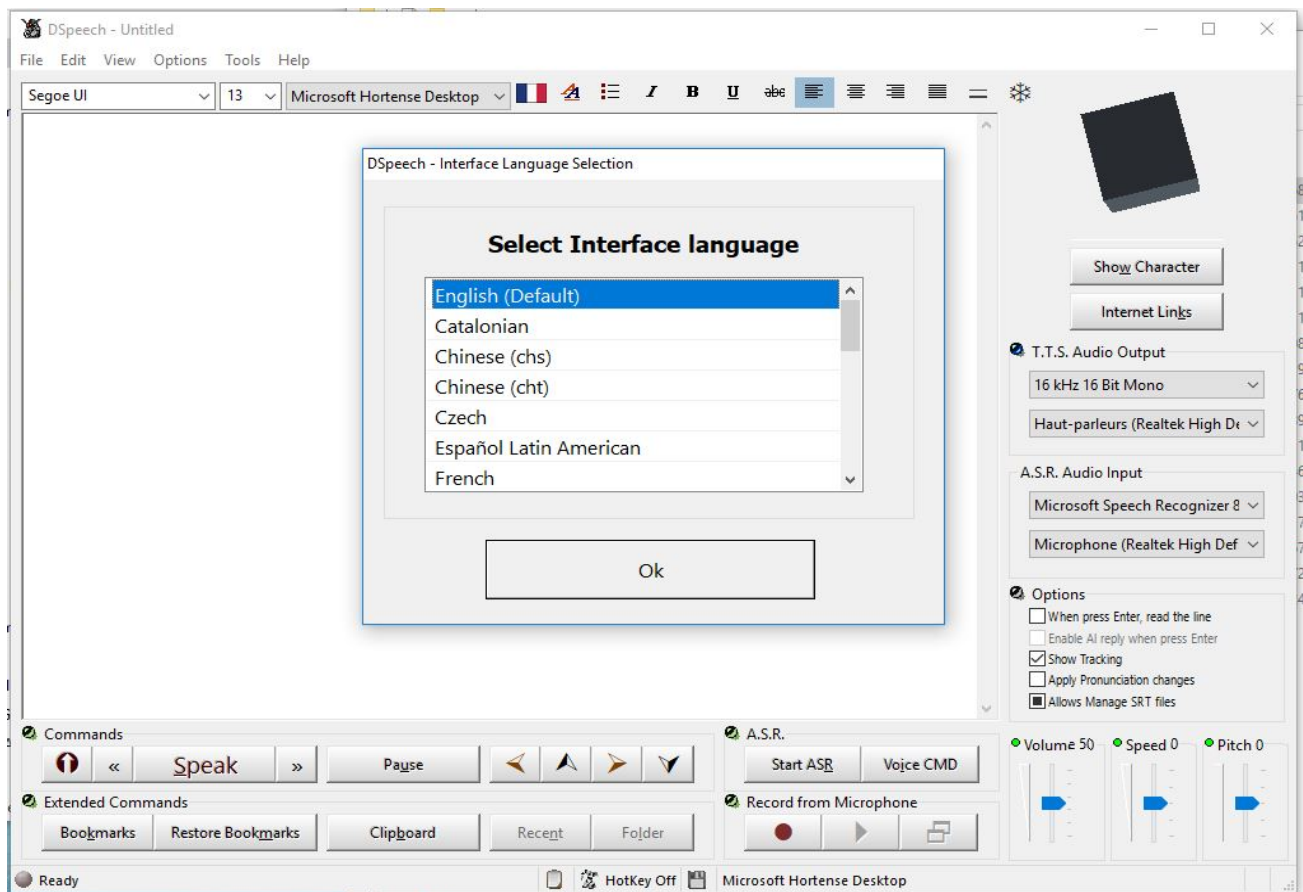 DSpeech - Untitled
File Edit View Options Tools Help
Segoe UI 13 Microsoft Hortense Desktop A I B U abc
DSpeech - Interface Language Selection
Select Interface language
English (Default)
Catalonian
Chinese (chs)
Chinese (cht)
Czech
Español Latin American
French
Ok
Show Character
Internet Links
T.T.S. Audio Output
16 kHz 16 Bit Mono
Haut-parleurs (Realtek High De
A.S.R. Audio Input
Microsoft Speech Recognizer 8
Microphone (Realtek High Def
Options
When press Enter, read the line
Enable AI reply when press Enter
Show Tracking
Apply Pronunciation changes
Allows Manage SRT files
Commands
« Speak » Pause
A.S.R.
Start ASR Voice CMD
Extended Commands
Bookmarks Restore Bookmarks Clipboard Recent Folder
Record from Microphone
Volume 50 Speed 0 Pitch 0
Ready HotKey Off Microsoft Hortense Desktop